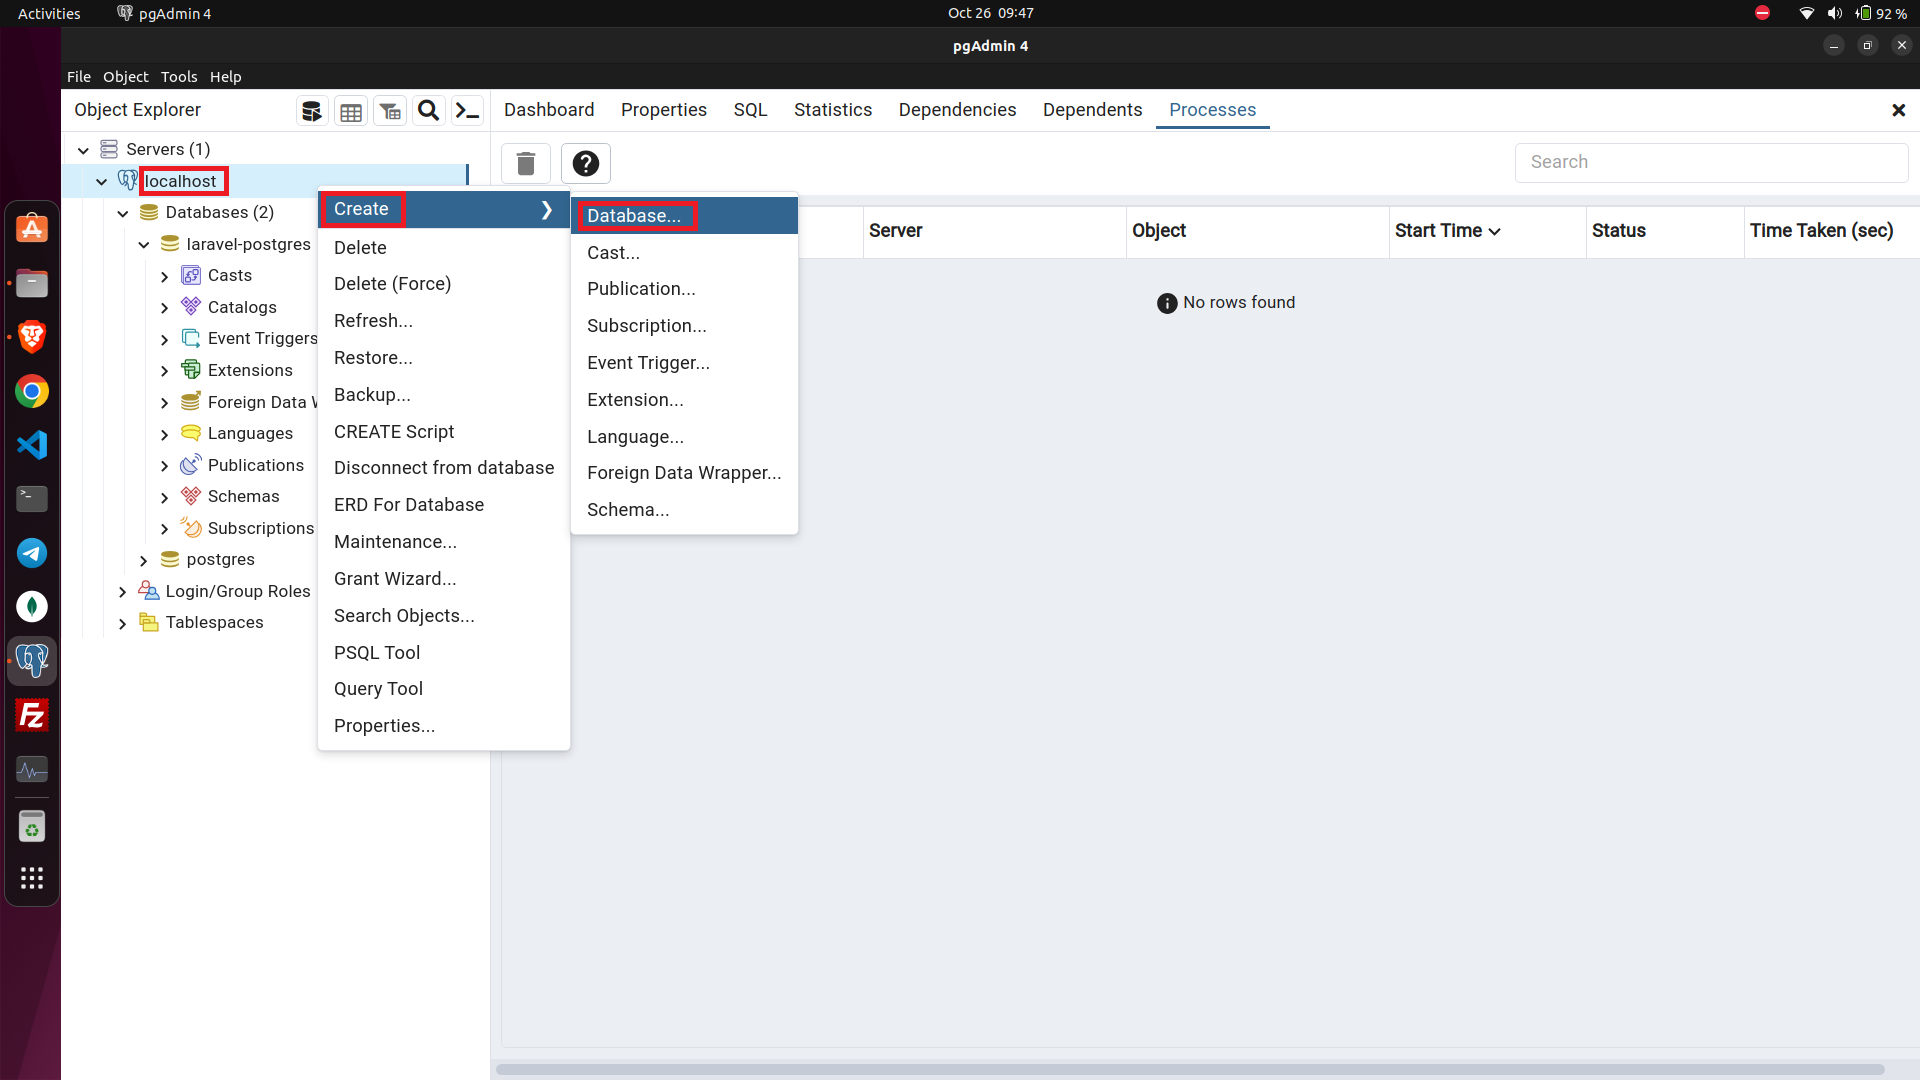 Activities pgAdmin 4 Oct 26 09:47 92 %
pgAdmin 4
File Object Tools Help
Object Explorer Dashboard Properties SQL Statistics Dependencies Dependents Processes
Servers (1)
Search
localhost
Databases (2)
laravel-postgres
Casts
Catalogs
Event Triggers
Extensions
Foreign Data W
Languages
Publications
Schemas
Subscriptions
postgres
Login/Group Roles
Tablespaces
Create
Delete
Delete (Force)
Refresh...
Restore...
Backup...
CREATE Script
Disconnect from database
ERD For Database
Maintenance...
Grant Wizard...
Search Objects...
PSQL Tool
Query Tool
Properties...
Database...
Cast...
Publication...
Subscription...
Event Trigger...
Extension...
Language...
Foreign Data Wrapper...
Schema...
Server Object Start Time Status Time Taken (sec)
No rows found